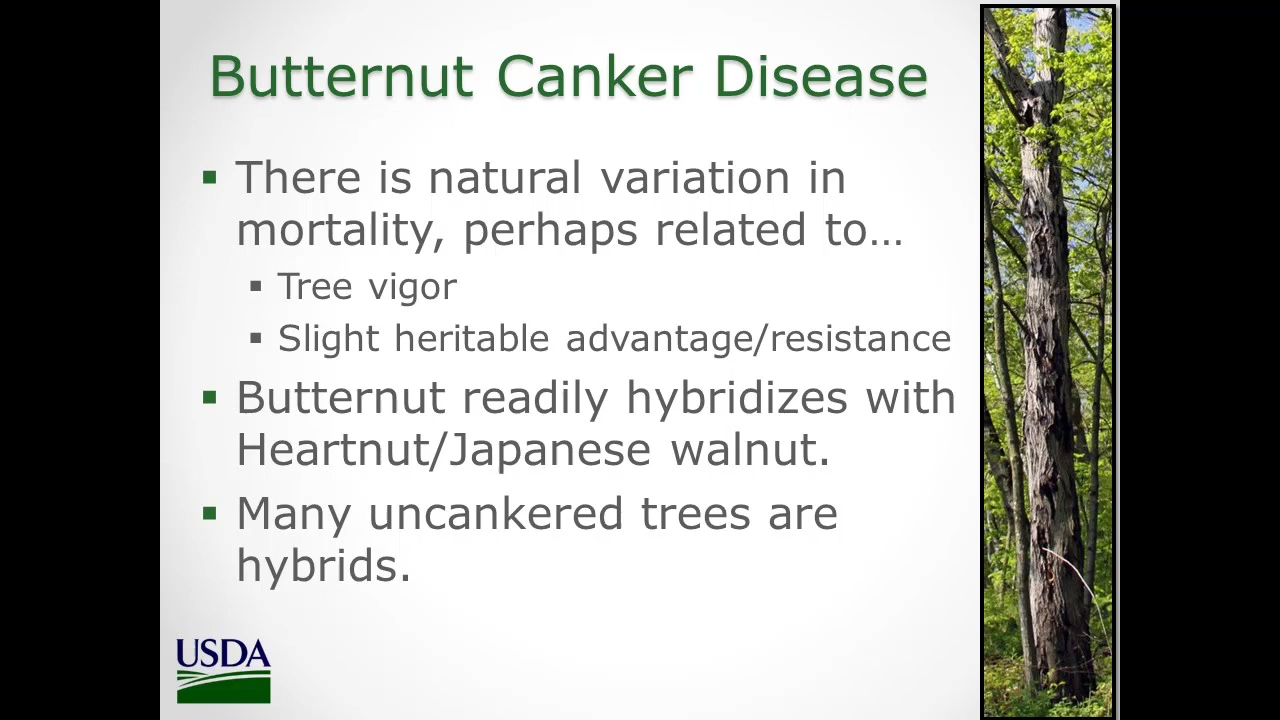 Butternut Canker Disease
There is natural variation in
mortality, perhaps related to…
Tree vigor
Slight heritable advantage/resistance
Butternut readily hybridizes with
Heartnut/Japanese walnut.
Many uncankered trees are
hybrids.
USDA